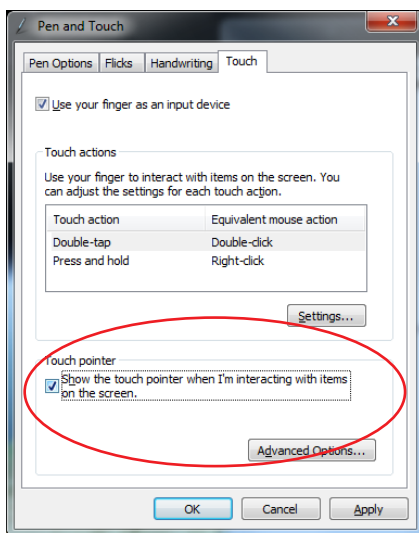 Pen and Touch
Pen Options Flicks Handwriting Touch
Use your finger as an input device
Touch actions
Use your finger to interact with items on the screen. You
can adjust the settings for each touch action.
Touch action Equivalent mouse action
Double-tap Double-click
Press and hold Right-click
Settings...
Touch pointer
Show the touch pointer when I'm interacting with items
on the screen.
Advanced Options...
OK Cancel Apply